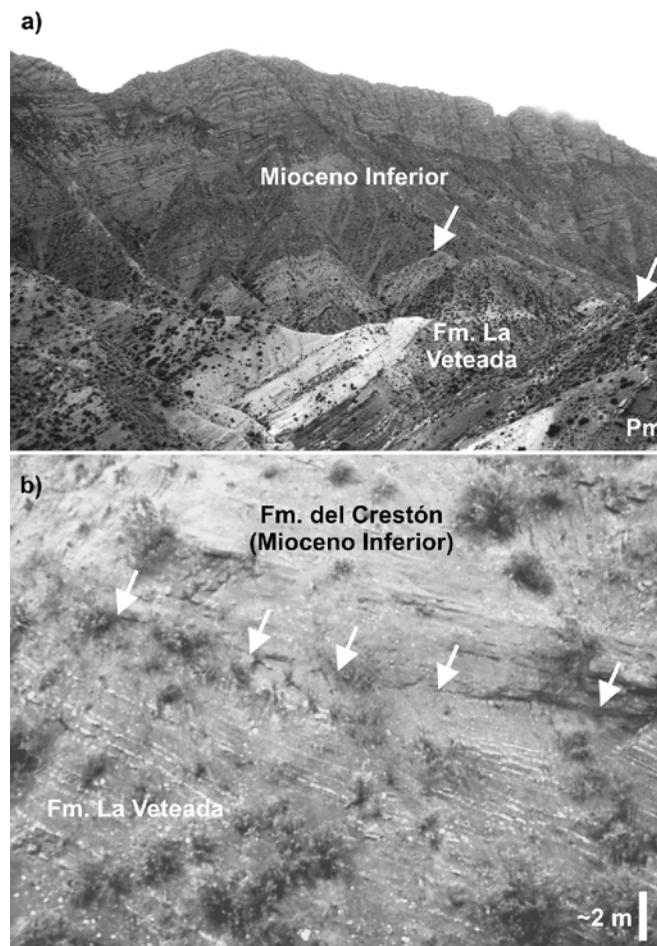 a)
Mioceno Inferior
Fm. La
Veteada
Pm
b)
Fm. del Crestón
(Mioceno Inferior)
Fm. La Veteada
~2 m